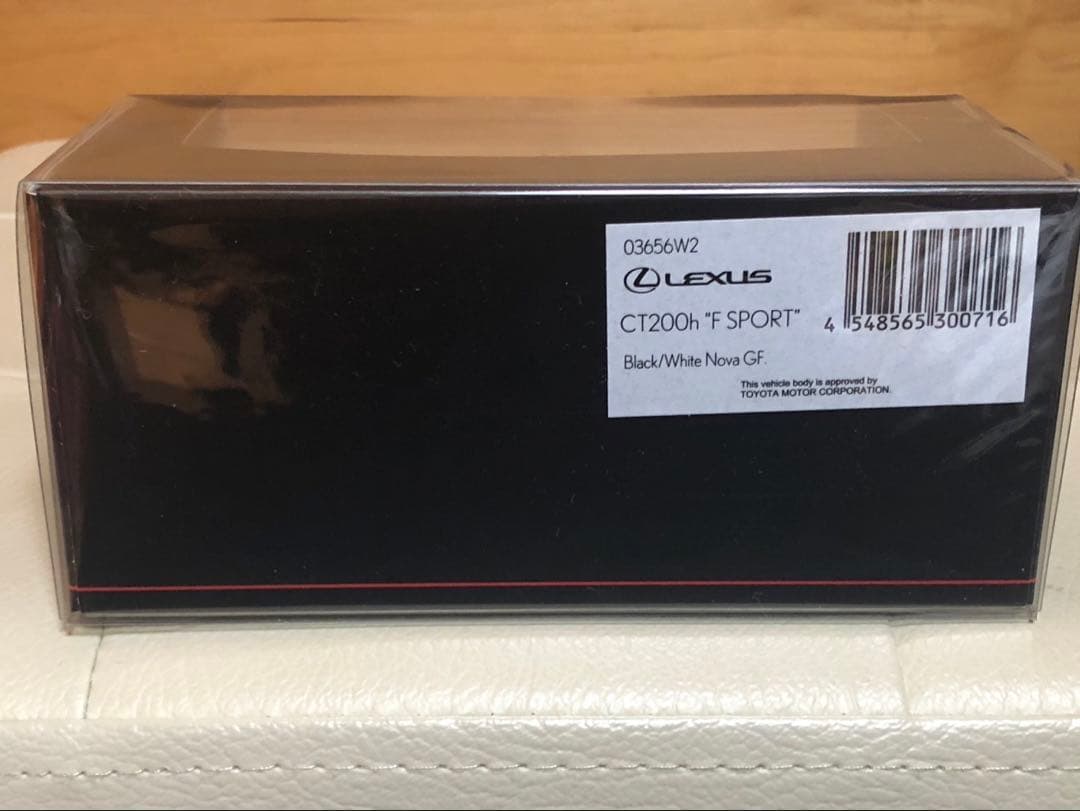 03656W2
LEXUS
CT200h "F SPORT"
4 548565 300716
Black/White Nova GF.
This vehicle body is approved by
TOYOTA MOTOR CORPORATION.